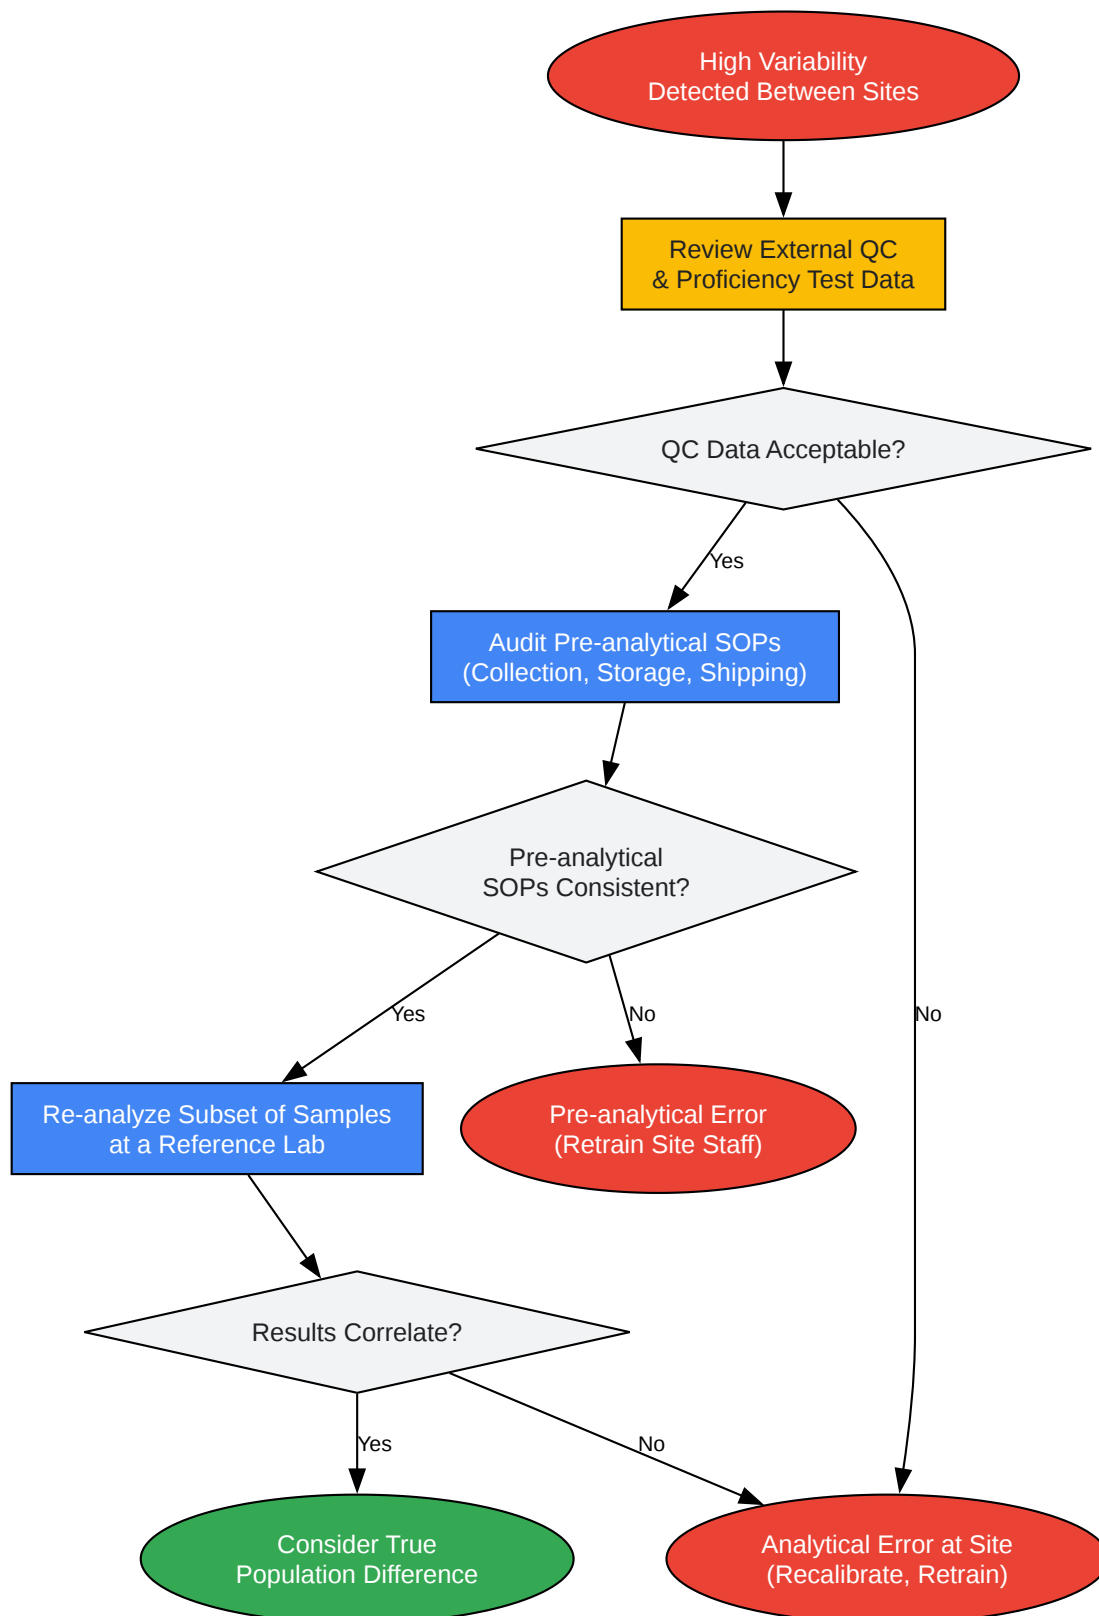 High Variability
Detected Between Sites
Review External QC
& Proficiency Test Data
QC Data Acceptable?
Yes
Audit Pre-analytical SOPs
(Collection, Storage, Shipping)
Pre-analytical
SOPs Consistent?
Yes
No
No
Re-analyze Subset of Samples
at a Reference Lab
Pre-analytical Error
(Retrain Site Staff)
Results Correlate?
Yes
No
Consider True
Population Difference
Analytical Error at Site
(Recalibrate, Retrain)